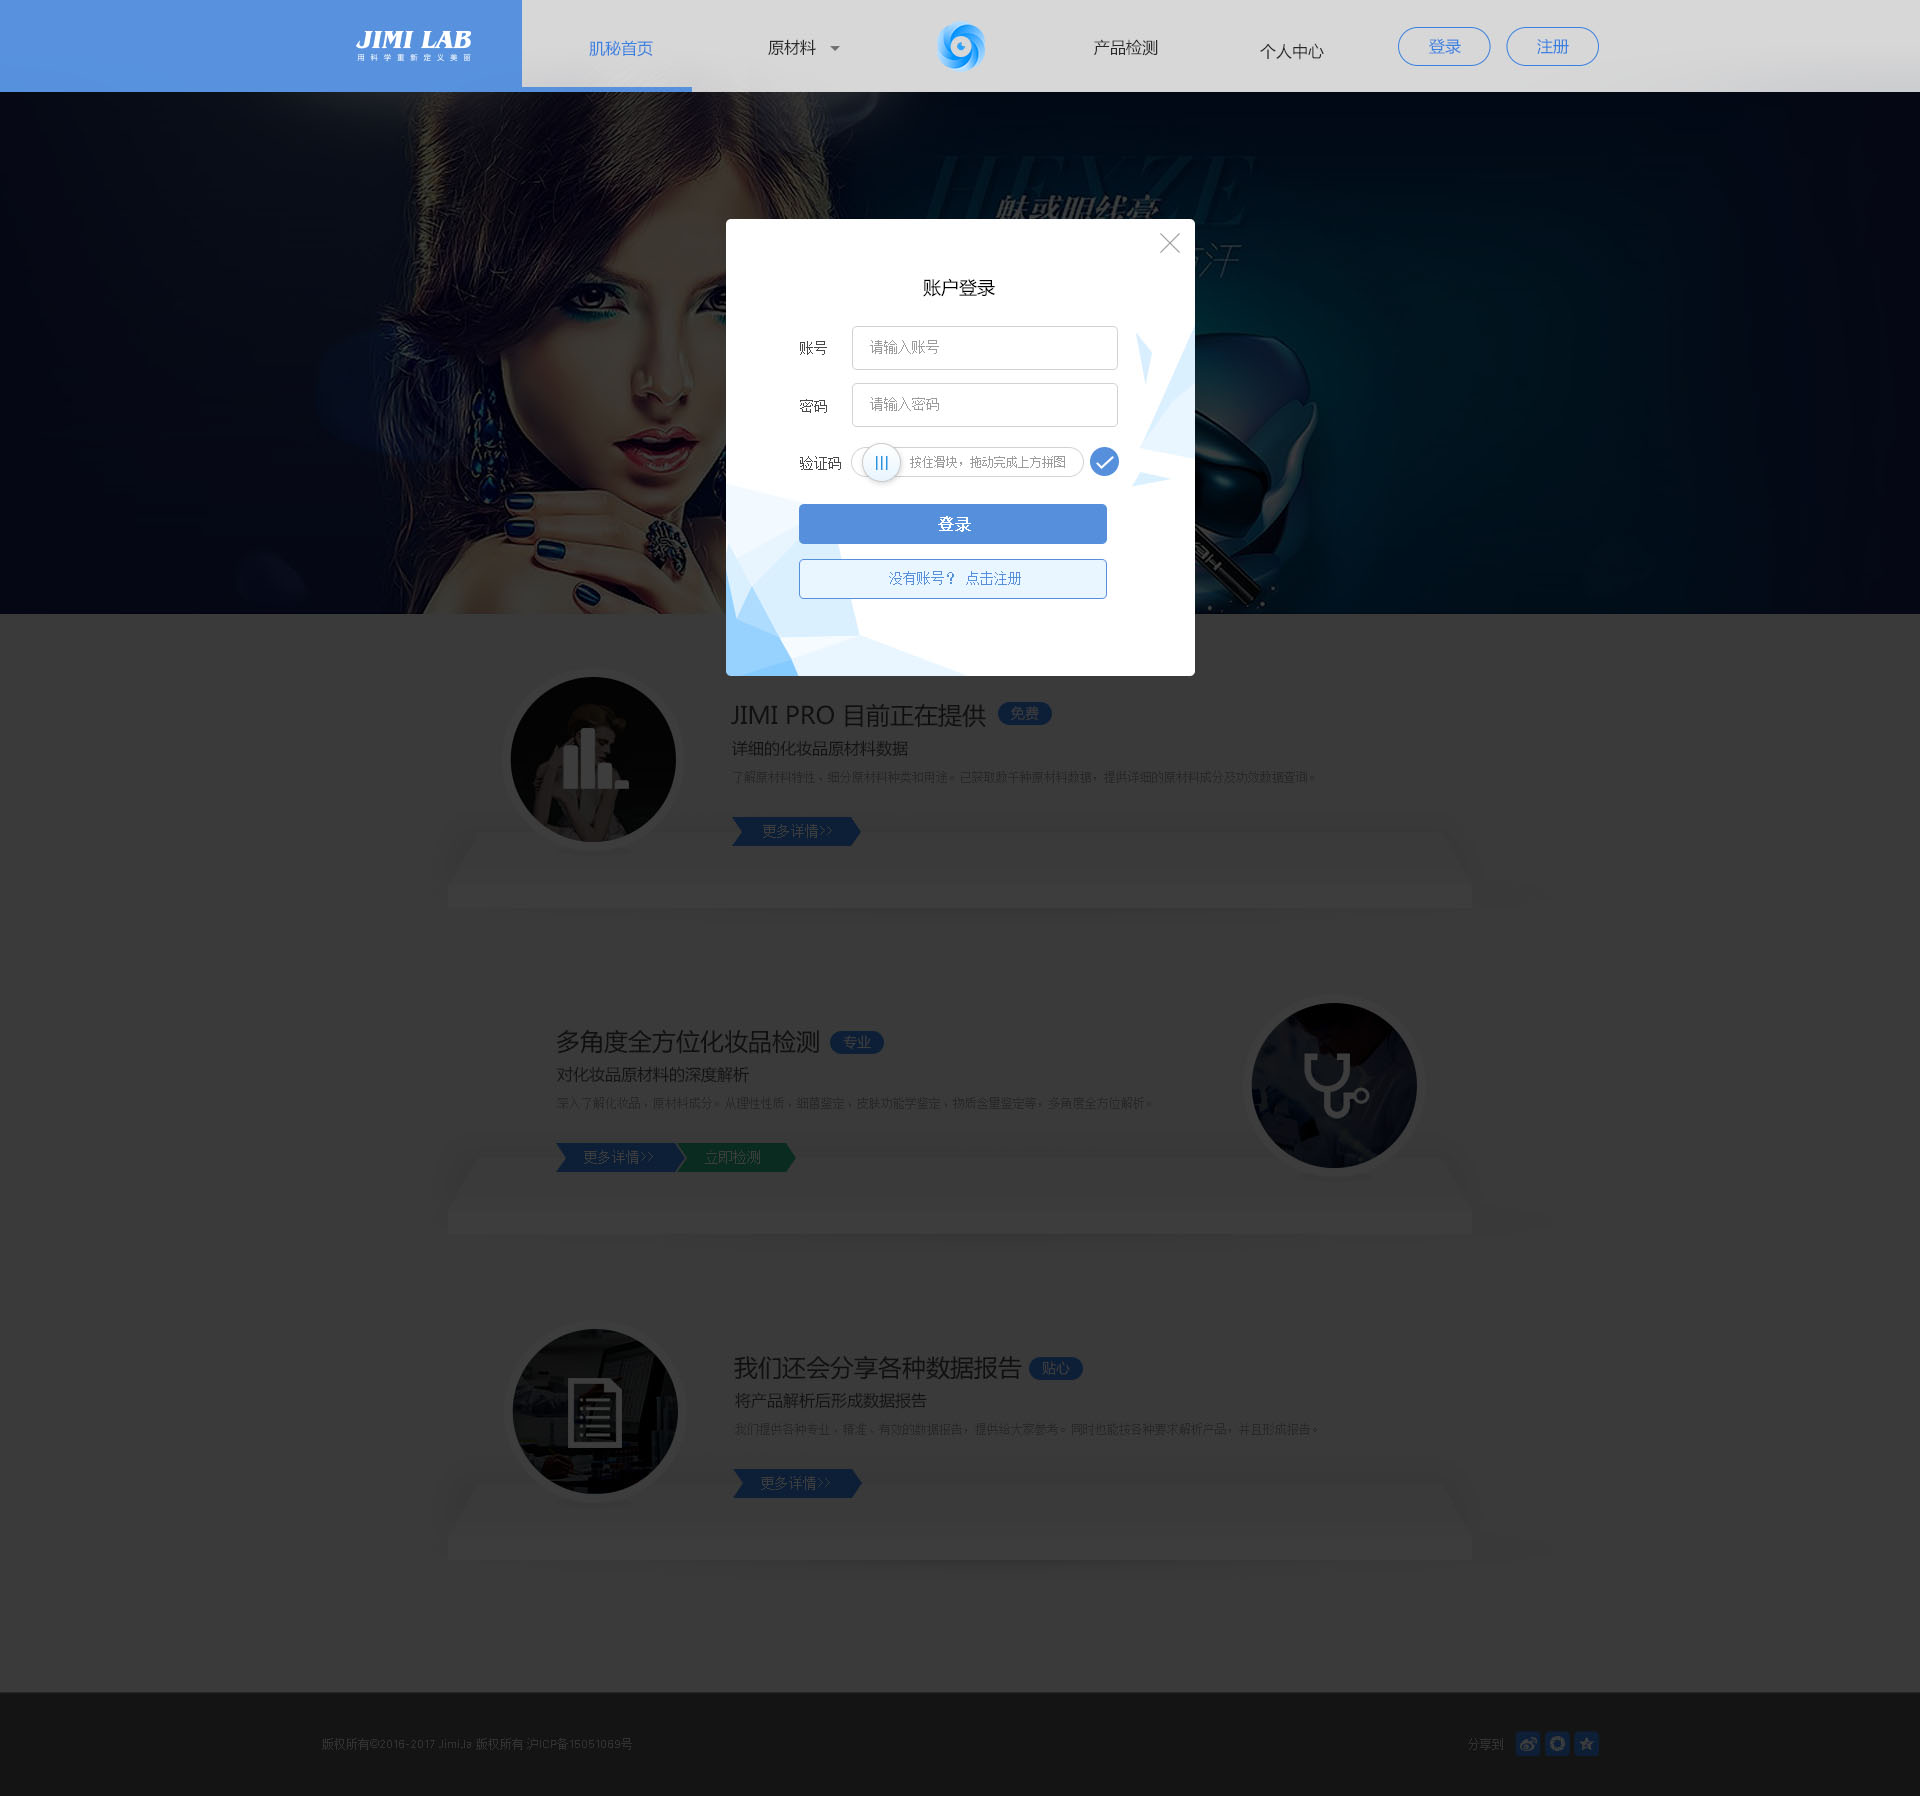 JIMI LAB
用科学重新定义美丽
肌秘首页
原材料
产品检测
个人中心
登录
注册
HENZE
魅或眼线膏
汗
账户登录
账号
请输入账号
密码
请输入密码
验证码
按住滑块，拖动完成上方拼图
登录
没有账号？ 点击注册
JIMI PRO 目前正在提供 免费
详细的化妆品原材料数据
了解原材料特性、细分原材料种类和用途。已获取数千种原材料数据，提供详细的原材料成分及功效数据查询。
更多详情>>
多角度全方位化妆品检测 专业
对化妆品原材料的深度解析
深入了解化妆品、原材料成分。从理性性质、细菌鉴定、皮肤功能学鉴定、物质含量鉴定等，多角度全方位解析。
更多详情>>
立即检测
我们还会分享各种数据报告 贴心
将产品解析后形成数据报告
我们提供各种专业、精准、有效的数据报告，提供给大家参考。同时也能按各种要求解析产品，并且形成报告。
更多详情>>
版权所有©2016-2017 Jimi.la 版权所有 沪ICP备15051069号
分享到